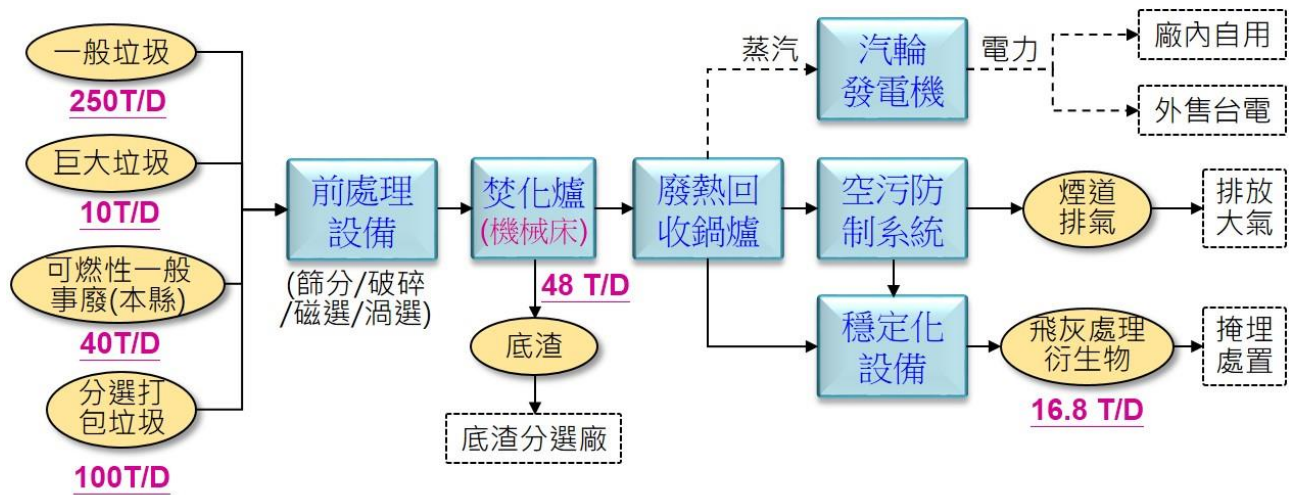 一般垃圾
250T/D
巨大垃圾
10T/D
可燃性一般
事廢(本縣)
40T/D
分選打
包垃圾
100T/D
前處理
設備
(篩分/破碎
/磁選/渦選)
焚化爐
(機械床)
48 T/D
底渣
底渣分選廠
廢熱回
收鍋爐
蒸汽
汽輪
發電機
電力
廠內自用
外售台電
空污防
制系統
煙道
排氣
排放
大氣
穩定化
設備
飛灰處理
衍生物
16.8 T/D
掩埋
處置